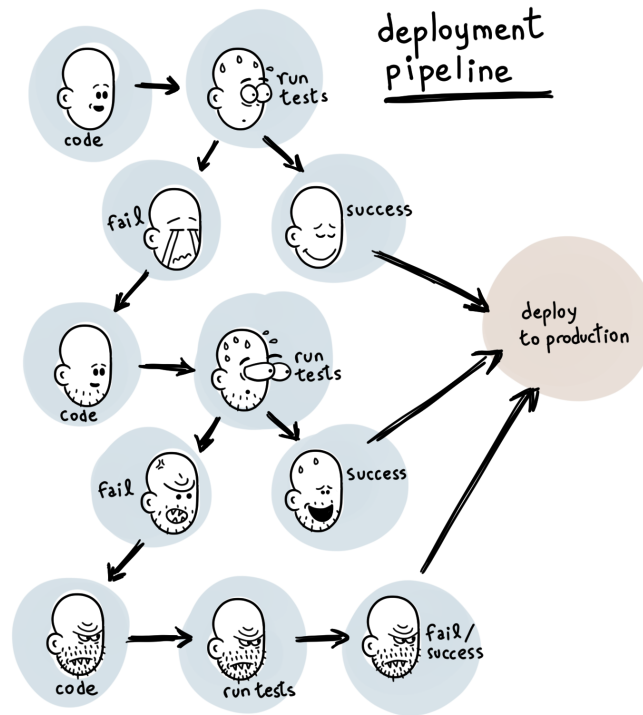 deployment
pipeline
code
run
tests
fail
success
deploy
to production
code
run
tests
fail
success
code
run tests
fail/
success